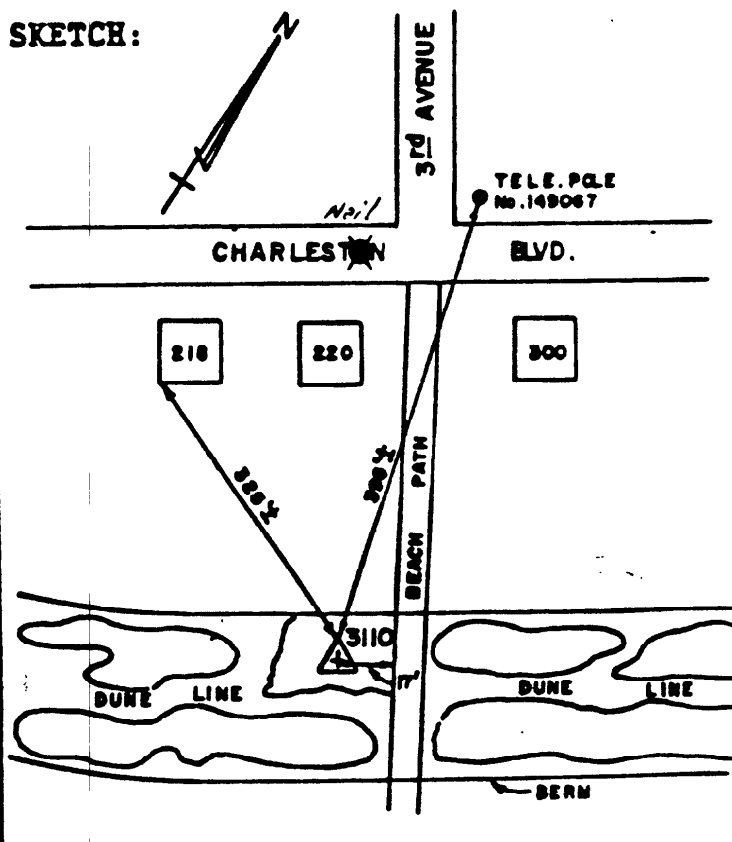 SKETCH:
N
3rd AVENUE
TELE. POLE
No. 149067
Nail
CHARLESTON BLVD.
218 220 300
BEACH PATH
3110
17'
DUNE LINE DUNE LINE
BERM